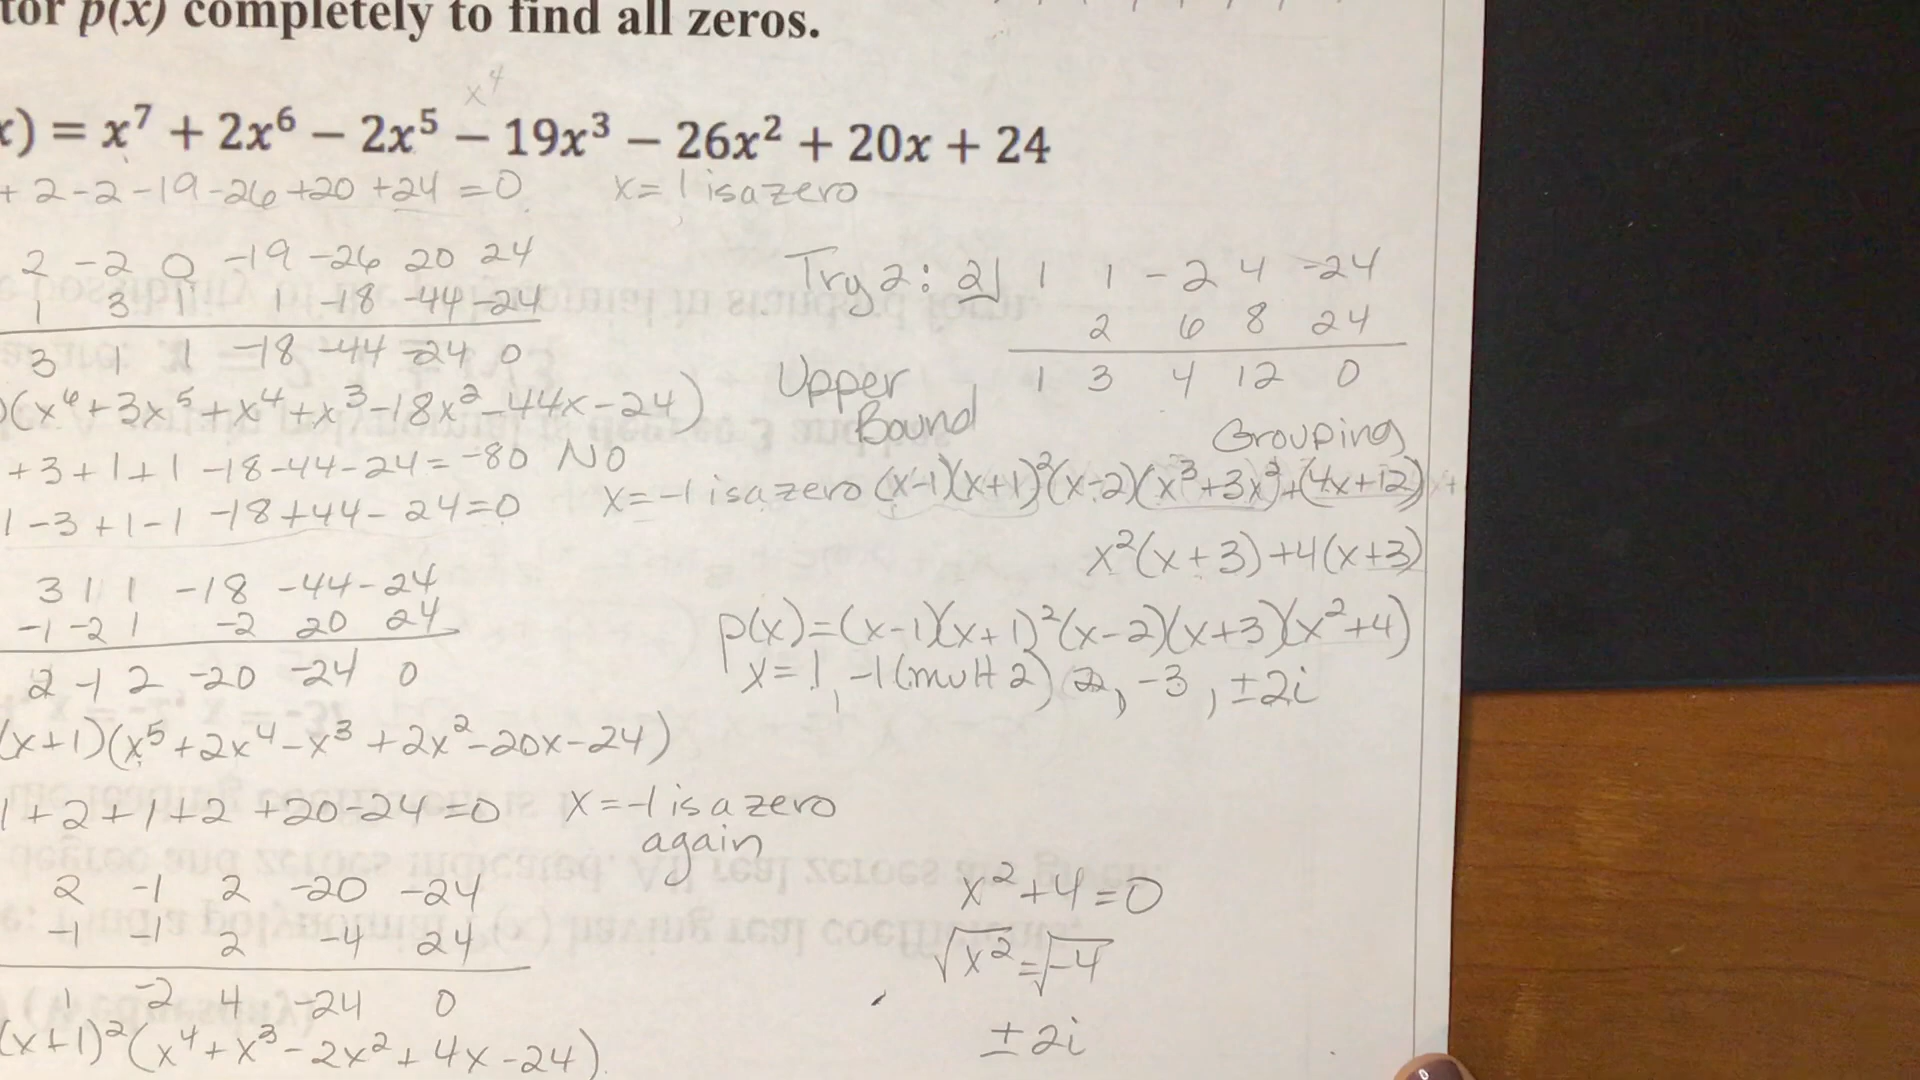 tor p(x) completely to find all zeros.
x⁴
x) = x⁷ + 2x⁶ − 2x⁵ − 19x³ − 26x² + 20x + 24
+ 2 - 2 - 19 - 26 + 20 + 24 = 0 x = 1 is a zero
2 -2 0 -19 -26 20 24
1 3 1 1 -18 -44 -24
3 1 1 -18 -44 -24 0
)(x⁶+3x⁵+x⁴+x³-18x²-44x-24)
+3+1+1-18-44-24=-80 NO
1-3+1-1-18+44-24=0 x=-1 is a zero
3 1 1 -18 -44 -24
-1 -2 1 -2 20 24
2 -1 2 -20 -24 0
(x+1)(x⁵+2x⁴-x³+2x²-20x-24)
1+2+1+2+20-24=0 x=-1 is a zero
again
2 -1 2 -20 -24
-1 -1 2 -4 24
1 -2 4 -24 0
(x+1)²(x⁴+x³-2x²+4x-24)
Try 2: 2| 1 1 -2 4 -24
2 6 8 24
1 3 4 12 0
Upper
Bound
Grouping
(x-1)(x+1)²(x-2)(x³+3x²+(4x+12)
x²(x+3)+4(x+3)
p(x)=(x-1)(x+1)²(x-2)(x+3)(x²+4)
x=1, -1(mult 2) 2, -3, ±2i
x²+4=0
√x²=√-4
±2i